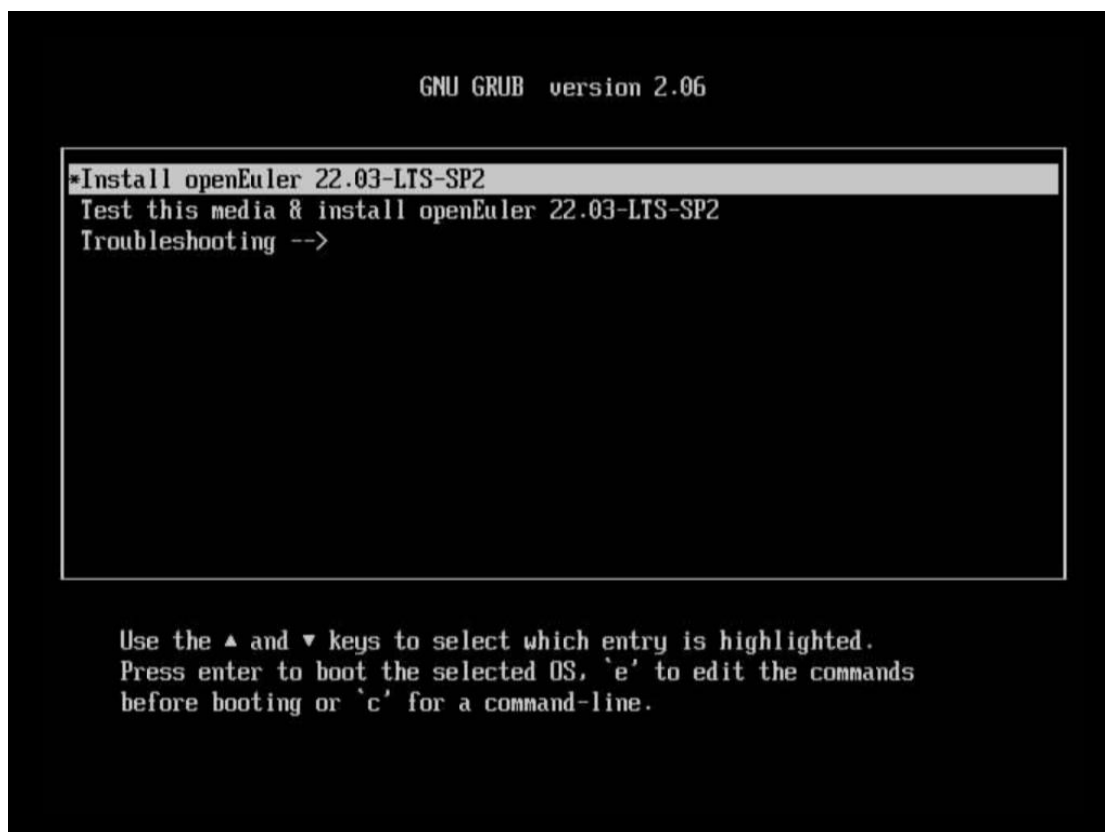 GNU GRUB  version 2.06
*Install openEuler 22.03-LTS-SP2
Test this media & install openEuler 22.03-LTS-SP2
Troubleshooting -->
Use the ▲ and ▼ keys to select which entry is highlighted.
Press enter to boot the selected OS, `e' to edit the commands
before booting or `c' for a command-line.